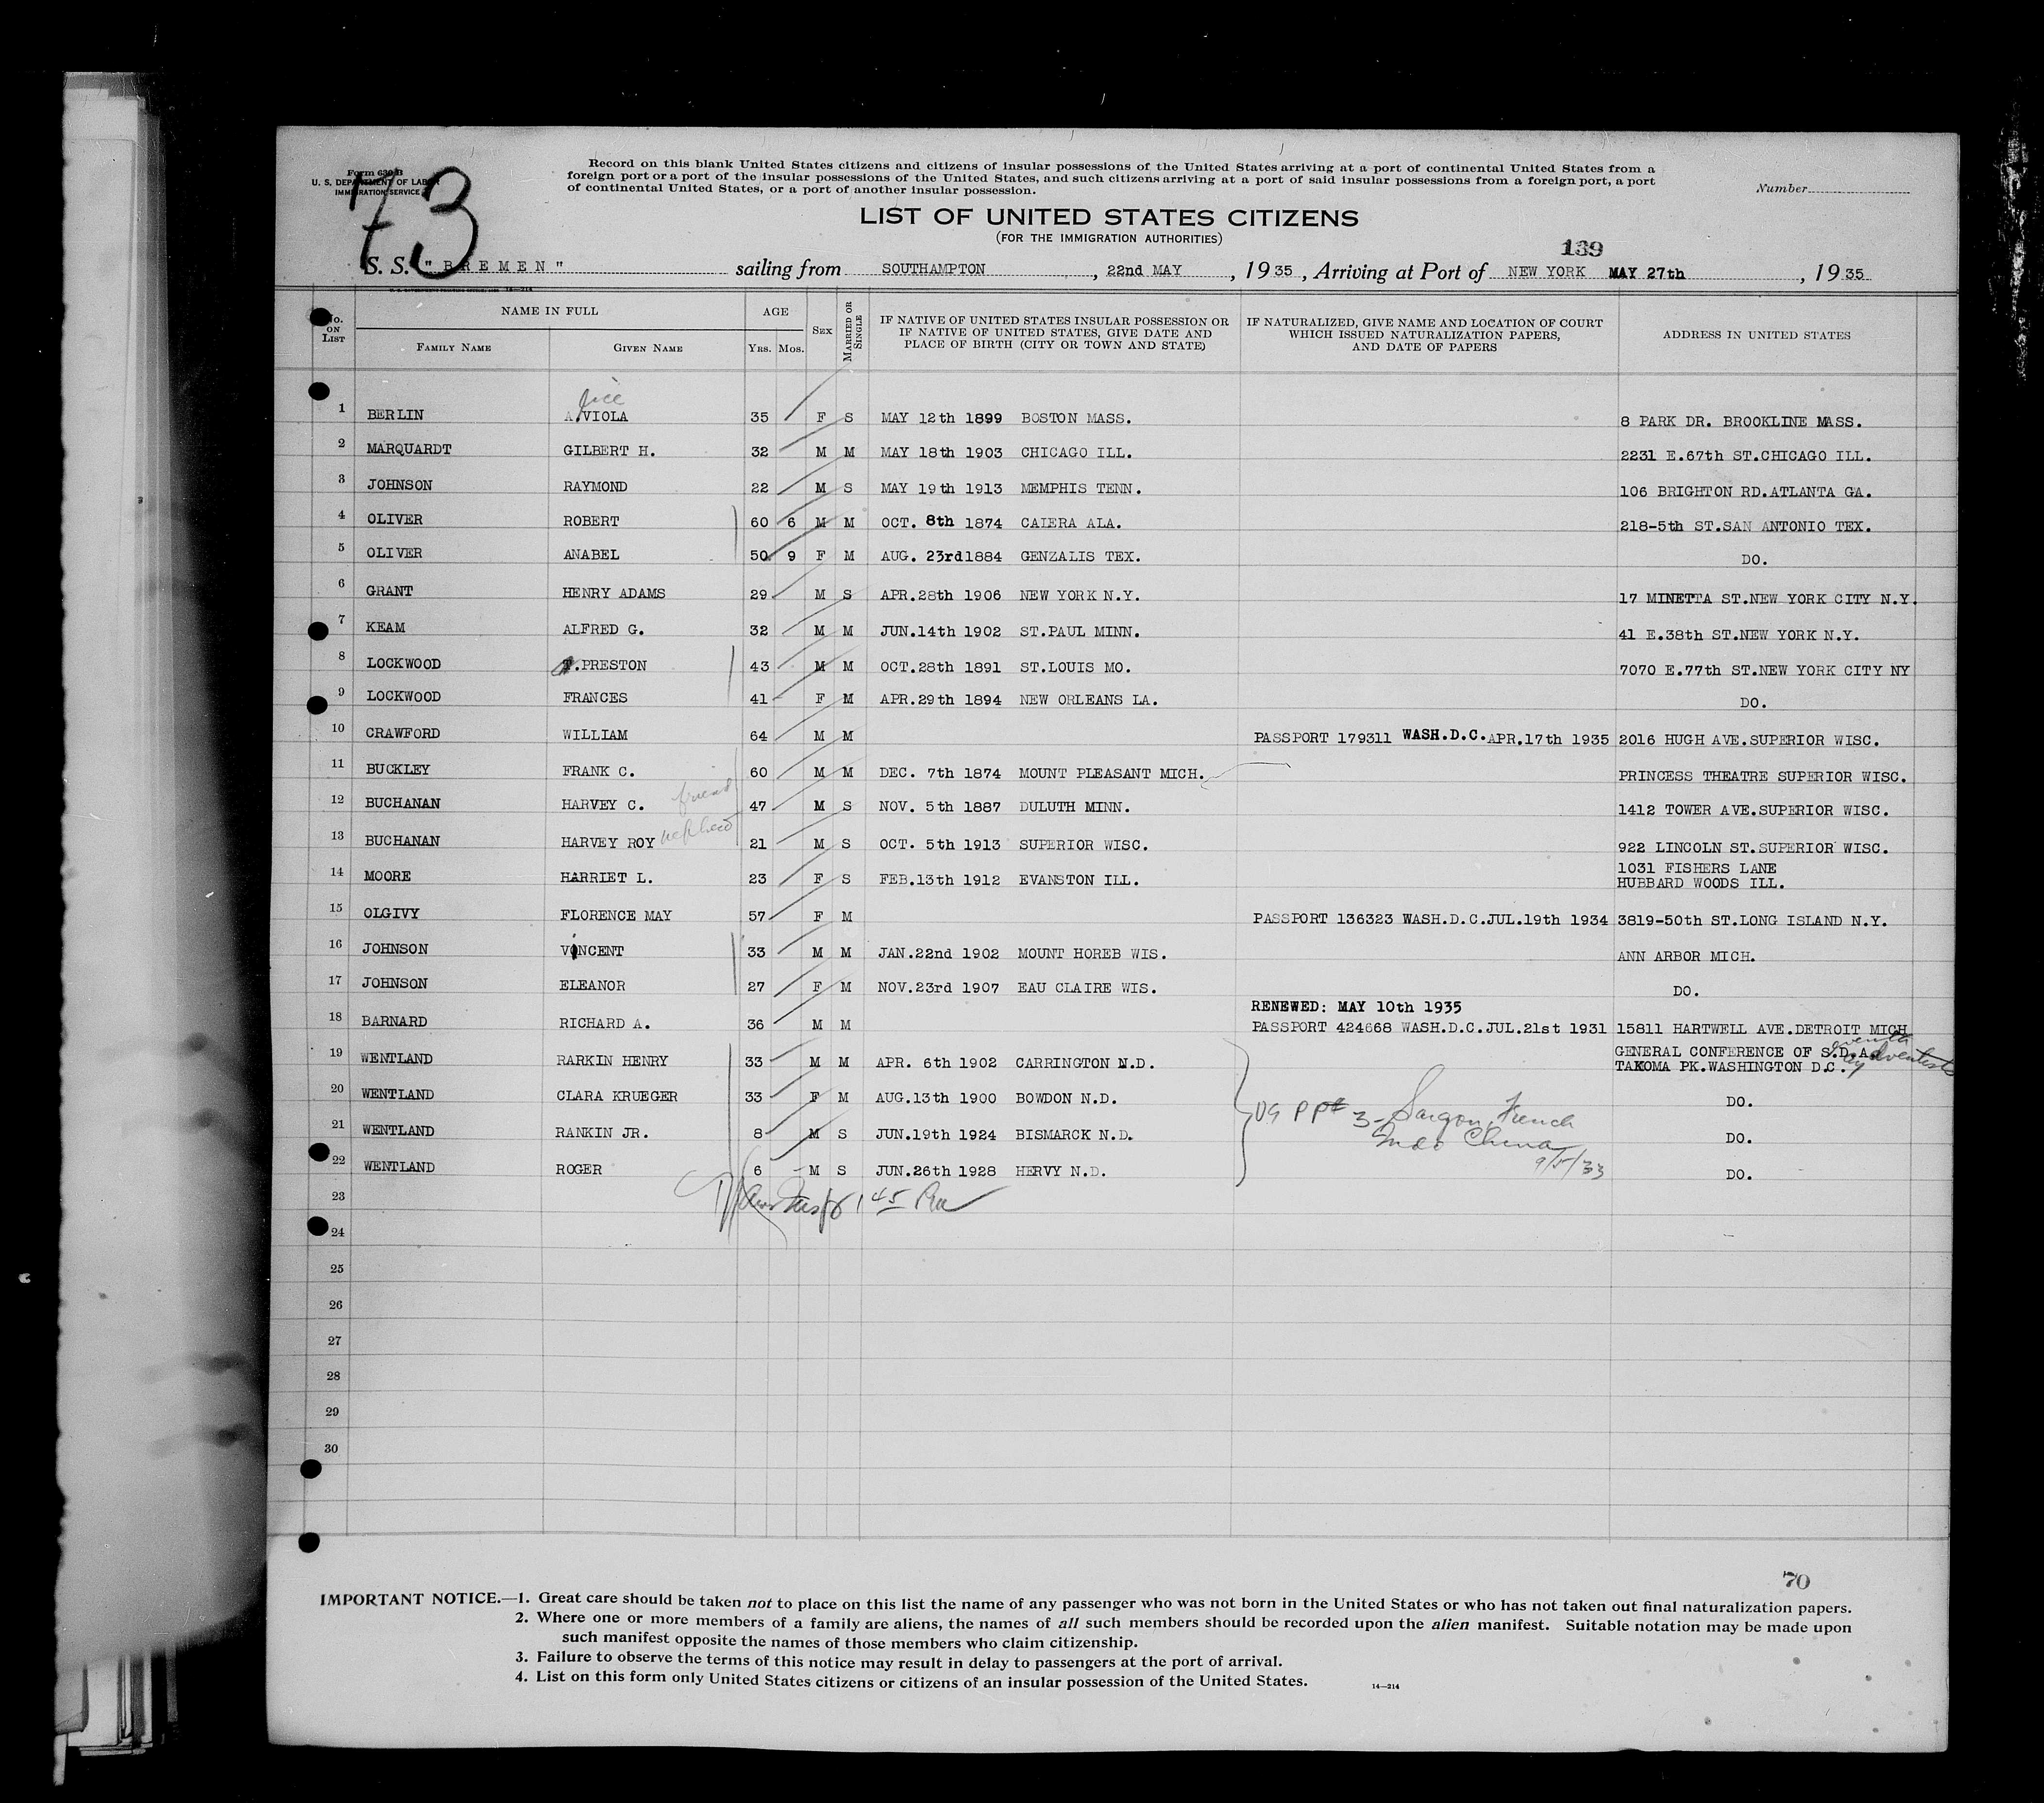 Form 630 B
U. S. DEPARTMENT OF LABOR
IMMIGRATION SERVICE
73
Record on this blank United States citizens and citizens of insular possessions of the United States arriving at a port of continental United States from a
foreign port or a port of the insular possessions of the United States, and such citizens arriving at a port of said insular possessions from a foreign port, a port
of continental United States, or a port of another insular possession.
Number
LIST OF UNITED STATES CITIZENS
(FOR THE IMMIGRATION AUTHORITIES)
139
S. S. "BREMEN" sailing from SOUTHAMPTON, 22nd MAY, 1935, Arriving at Port of NEW YORK MAY 27th, 1935
No. ON LIST
NAME IN FULL
FAMILY NAME GIVEN NAME
AGE
YRS. MOS.
SEX
MARRIED OR SINGLE
IF NATIVE OF UNITED STATES INSULAR POSSESSION OR
IF NATIVE OF UNITED STATES, GIVE DATE AND
PLACE OF BIRTH (CITY OR TOWN AND STATE)
IF NATURALIZED, GIVE NAME AND LOCATION OF COURT
WHICH ISSUED NATURALIZATION PAPERS,
AND DATE OF PAPERS
ADDRESS IN UNITED STATES
lice
1 BERLIN A VIOLA 35 F S MAY 12th 1899 BOSTON MASS. 8 PARK DR. BROOKLINE MASS.
2 MARQUARDT GILBERT H. 32 M M MAY 18th 1903 CHICAGO ILL. 2231 E.67th ST.CHICAGO ILL.
3 JOHNSON RAYMOND 22 M S MAY 19th 1913 MEMPHIS TENN. 106 BRIGHTON RD.ATLANTA GA.
4 OLIVER ROBERT 60 6 M M OCT. 8th 1874 CAIERA ALA. 218-5th ST.SAN ANTONIO TEX.
5 OLIVER ANABEL 50 9 F M AUG. 23rd1884 GENZALIS TEX. DO.
6 GRANT HENRY ADAMS 29 M S APR.28th 1906 NEW YORK N.Y. 17 MINETTA ST.NEW YORK CITY N.Y.
7 KEAM ALFRED G. 32 M M JUN.14th 1902 ST.PAUL MINN. 41 E.38th ST.NEW YORK N.Y.
8 LOCKWOOD .PRESTON 43 M M OCT.28th 1891 ST.LOUIS MO. 7070 E.77th ST.NEW YORK CITY NY
9 LOCKWOOD FRANCES 41 F M APR.29th 1894 NEW ORLEANS LA. DO.
10 CRAWFORD WILLIAM 64 M M PASSPORT 179311 WASH.D.C.APR.17th 1935 2016 HUGH AVE.SUPERIOR WISC.
11 BUCKLEY FRANK C. 60 M M DEC. 7th 1874 MOUNT PLEASANT MICH. PRINCESS THEATRE SUPERIOR WISC.
12 BUCHANAN HARVEY C. friend 47 M S NOV. 5th 1887 DULUTH MINN. 1412 TOWER AVE.SUPERIOR WISC.
13 BUCHANAN HARVEY ROY nephew 21 M S OCT. 5th 1913 SUPERIOR WISC. 922 LINCOLN ST.SUPERIOR WISC.
14 MOORE HARRIET L. 23 F S FEB.13th 1912 EVANSTON ILL. 1031 FISHERS LANE
HUBBARD WOODS ILL.
15 OLGIVY FLORENCE MAY 57 F M PASSPORT 136323 WASH.D.C.JUL.19th 1934 3819-50th ST.LONG ISLAND N.Y.
16 JOHNSON VINCENT 33 M M JAN.22nd 1902 MOUNT HOREB WIS. ANN ARBOR MICH.
17 JOHNSON ELEANOR 27 F M NOV.23rd 1907 EAU CLAIRE WIS. DO.
RENEWED: MAY 10th 1935
18 BARNARD RICHARD A. 36 M M PASSPORT 424668 WASH.D.C.JUL.21st 1931 15811 HARTWELL AVE.DETROIT MICH
19 WENTLAND RARKIN HENRY 33 M M APR. 6th 1902 CARRINGTON N.D. GENERAL CONFERENCE OF S.D.A.
TAKOMA PK.WASHINGTON D.C.
20 WENTLAND CLARA KRUEGER 33 F M AUG.13th 1900 BOWDON N.D. DO.
US PPt 3- Saigon, French
Indo China
9/5/33
21 WENTLAND RANKIN JR. 8 M S JUN.19th 1924 BISMARCK N.D. DO.
22 WENTLAND ROGER 6 M S JUN.26th 1928 HERVY N.D. DO.
23
24
25
26
27
28
29
30
70
IMPORTANT NOTICE.—1. Great care should be taken not to place on this list the name of any passenger who was not born in the United States or who has not taken out final naturalization papers.
2. Where one or more members of a family are aliens, the names of all such members should be recorded upon the alien manifest. Suitable notation may be made upon
such manifest opposite the names of those members who claim citizenship.
3. Failure to observe the terms of this notice may result in delay to passengers at the port of arrival.
4. List on this form only United States citizens or citizens of an insular possession of the United States.
14—214